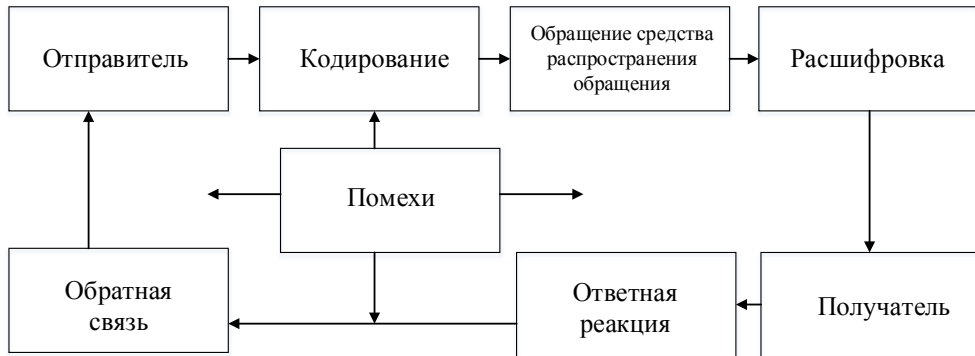 Отправитель
Кодирование
Обращение средства
распространения
обращения
Расшифровка
Помехи
Обратная
связь
Ответная
реакция
Получатель